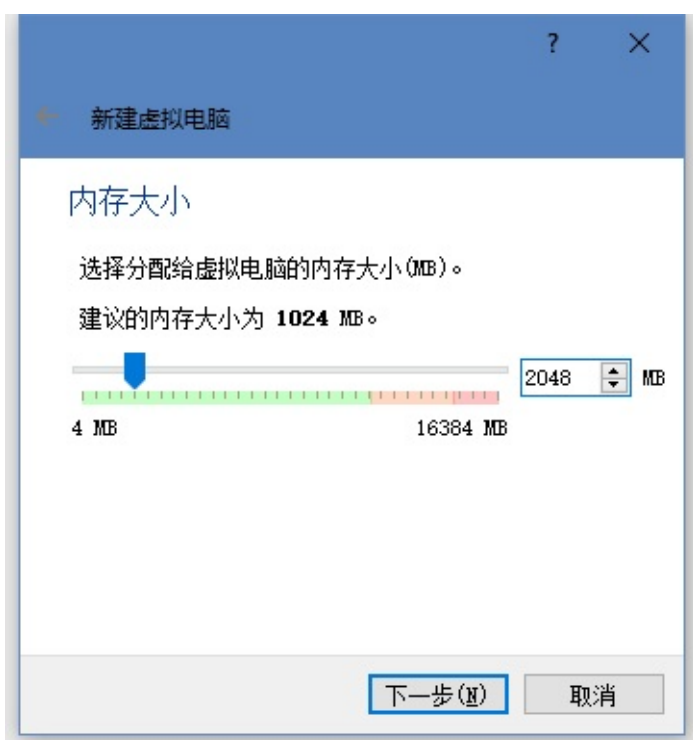 ?
新建虚拟电脑
内存大小
选择分配给虚拟电脑的内存大小(MB)。
建议的内存大小为 1024 MB。
2048 MB
4 MB 16384 MB
下一步(N) 取消